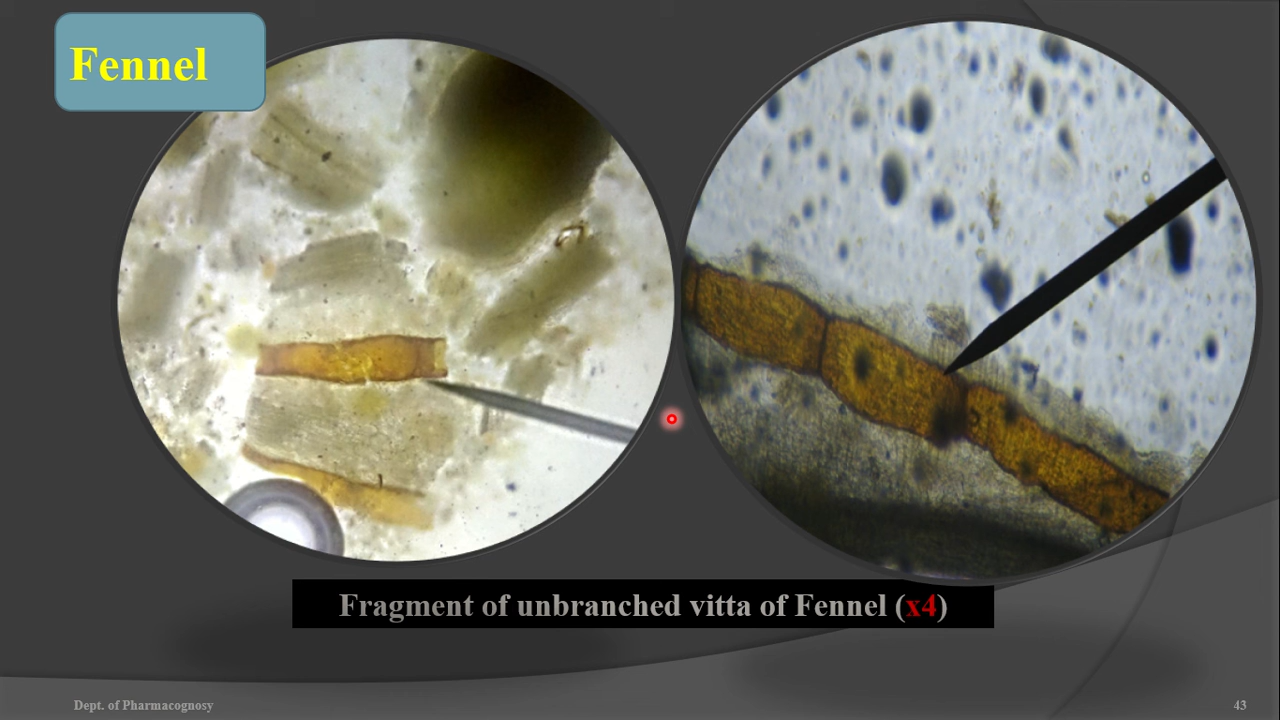 Fennel
Fragment of unbranched vitta of Fennel (x4)
Dept. of Pharmacognosy
43